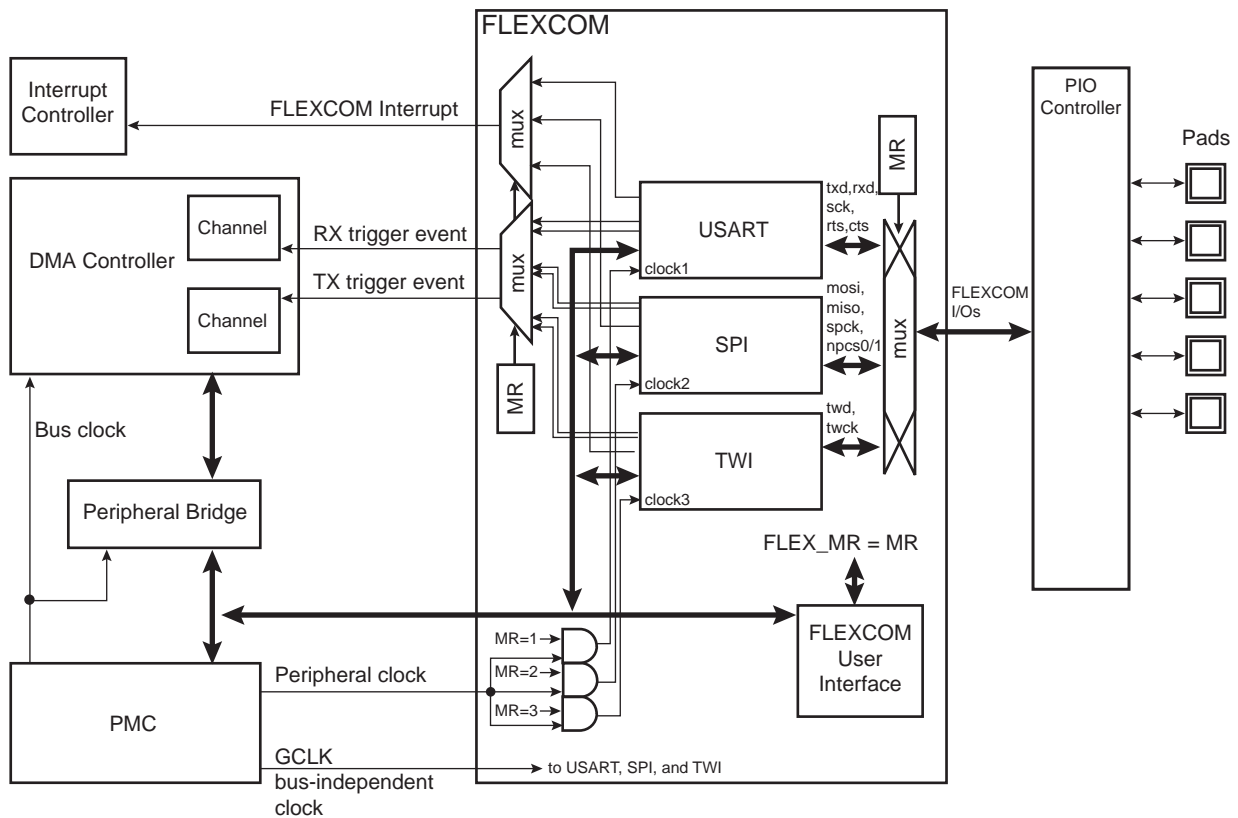 FLEXCOM
Interrupt
Controller
FLEXCOM Interrupt
mux
PIO
Controller
Pads
MR
DMA Controller
Channel
Channel
RX trigger event
TX trigger event
mux
MR
USART
clock1
txd,rxd,
sck,
rts,cts
SPI
clock2
mosi,
miso,
spck,
npcs0/1
mux
FLEXCOM
I/Os
TWI
clock3
twd,
twck
Bus clock
Peripheral Bridge
FLEX_MR = MR
FLEXCOM
User
Interface
MR=1
MR=2
MR=3
Peripheral clock
PMC
GCLK
bus-independent
clock
to USART, SPI, and TWI